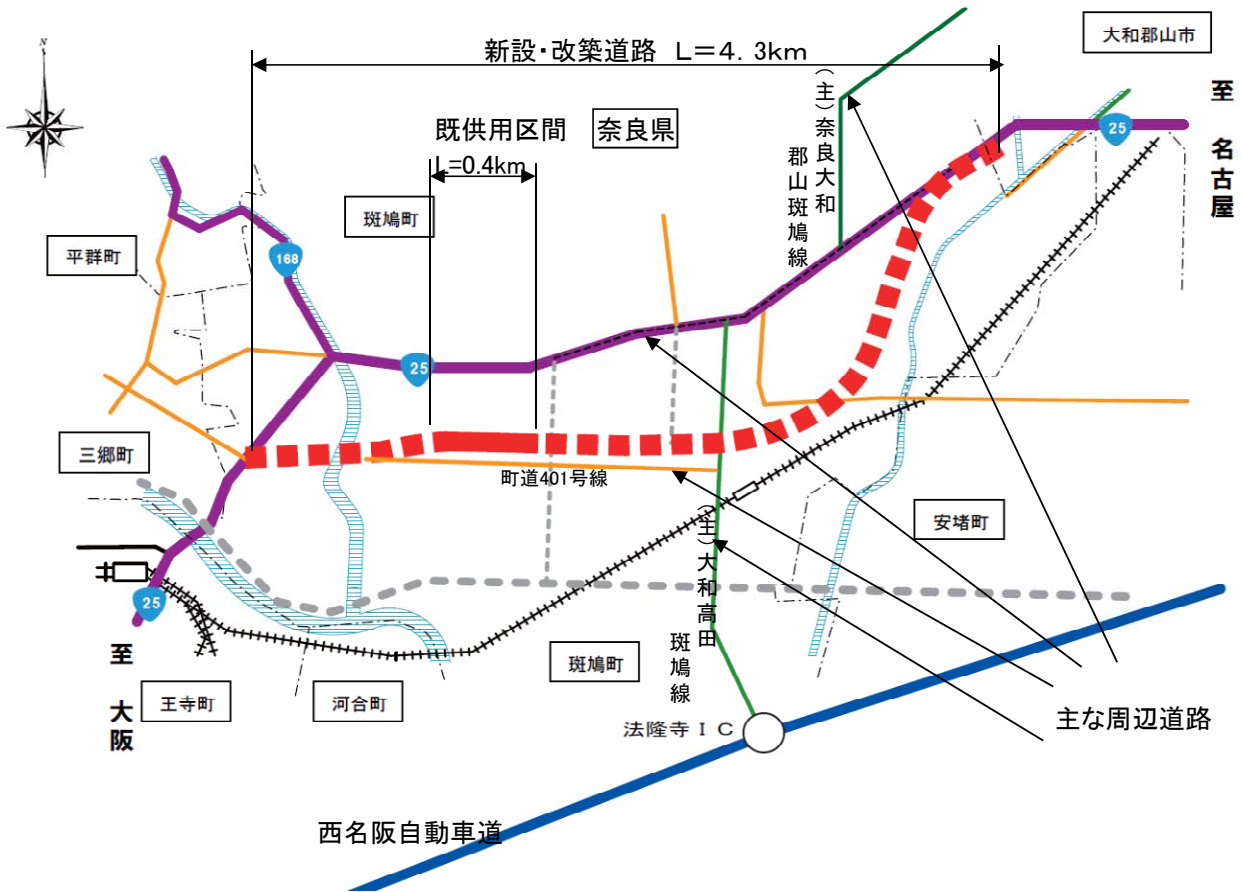 N
新設・改築道路 L=4.3km
大和郡山市
至 名古屋
既供用区間
L=0.4km
奈良県
(主)奈良大和
郡山斑鳩線
25
斑鳩町
平群町
168
25
三郷町
町道401号線
安堵町
(主)大和高田
斑鳩線
25
至 大阪
王寺町
河合町
斑鳩町
法隆寺IC
主な周辺道路
西名阪自動車道